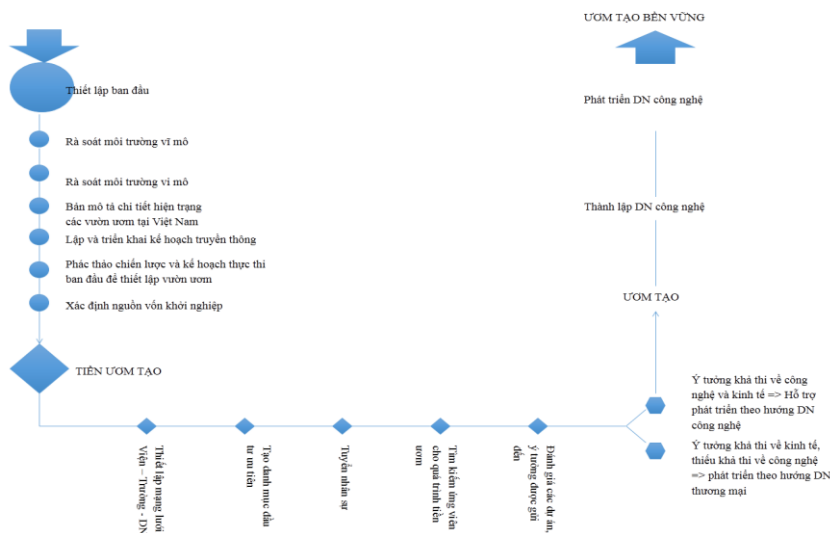 Thiết lập ban đầu
Rà soát môi trường vĩ mô
Rà soát môi trường vi mô
Bản mô tả chi tiết hiện trạng
các vườn ươm tại Việt Nam
Lập và triển khai kế hoạch truyền thông
Phác thảo chiến lược và kế hoạch thực thi
ban đầu để thiết lập vườn ươm
Xác định nguồn vốn khởi nghiệp
TIỀN ƯƠM TẠO
Thiết lập mạng lưới
Viện – Trường - DN
Tạo danh mục đầu
tư ưu tiên
Tuyển nhân sự
Tìm kiếm ứng viên
cho quá trình tiền
ươm
Đánh giá các dự án,
ý tưởng được gửi
đến
Ý tưởng khả thi về công
nghệ và kinh tế => Hỗ trợ
phát triển theo hướng DN
công nghệ
Ý tưởng khả thi về kinh tế,
thiếu khả thi về công nghệ
=> phát triển theo hướng DN
thương mại
ƯƠM TẠO
Thành lập DN công nghệ
Phát triển DN công nghệ
ƯƠM TẠO BỀN VỮNG